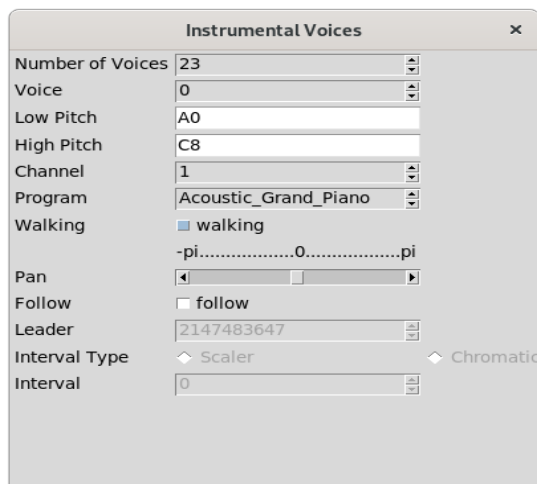 Instrumental Voices ×
Number of Voices 23
Voice 0
Low Pitch A0
High Pitch C8
Channel 1
Program Acoustic_Grand_Piano
Walking walking
-pi...................0...................pi
Pan
Follow follow
Leader 2147483647
Interval Type Scaler Chromatic
Interval 0